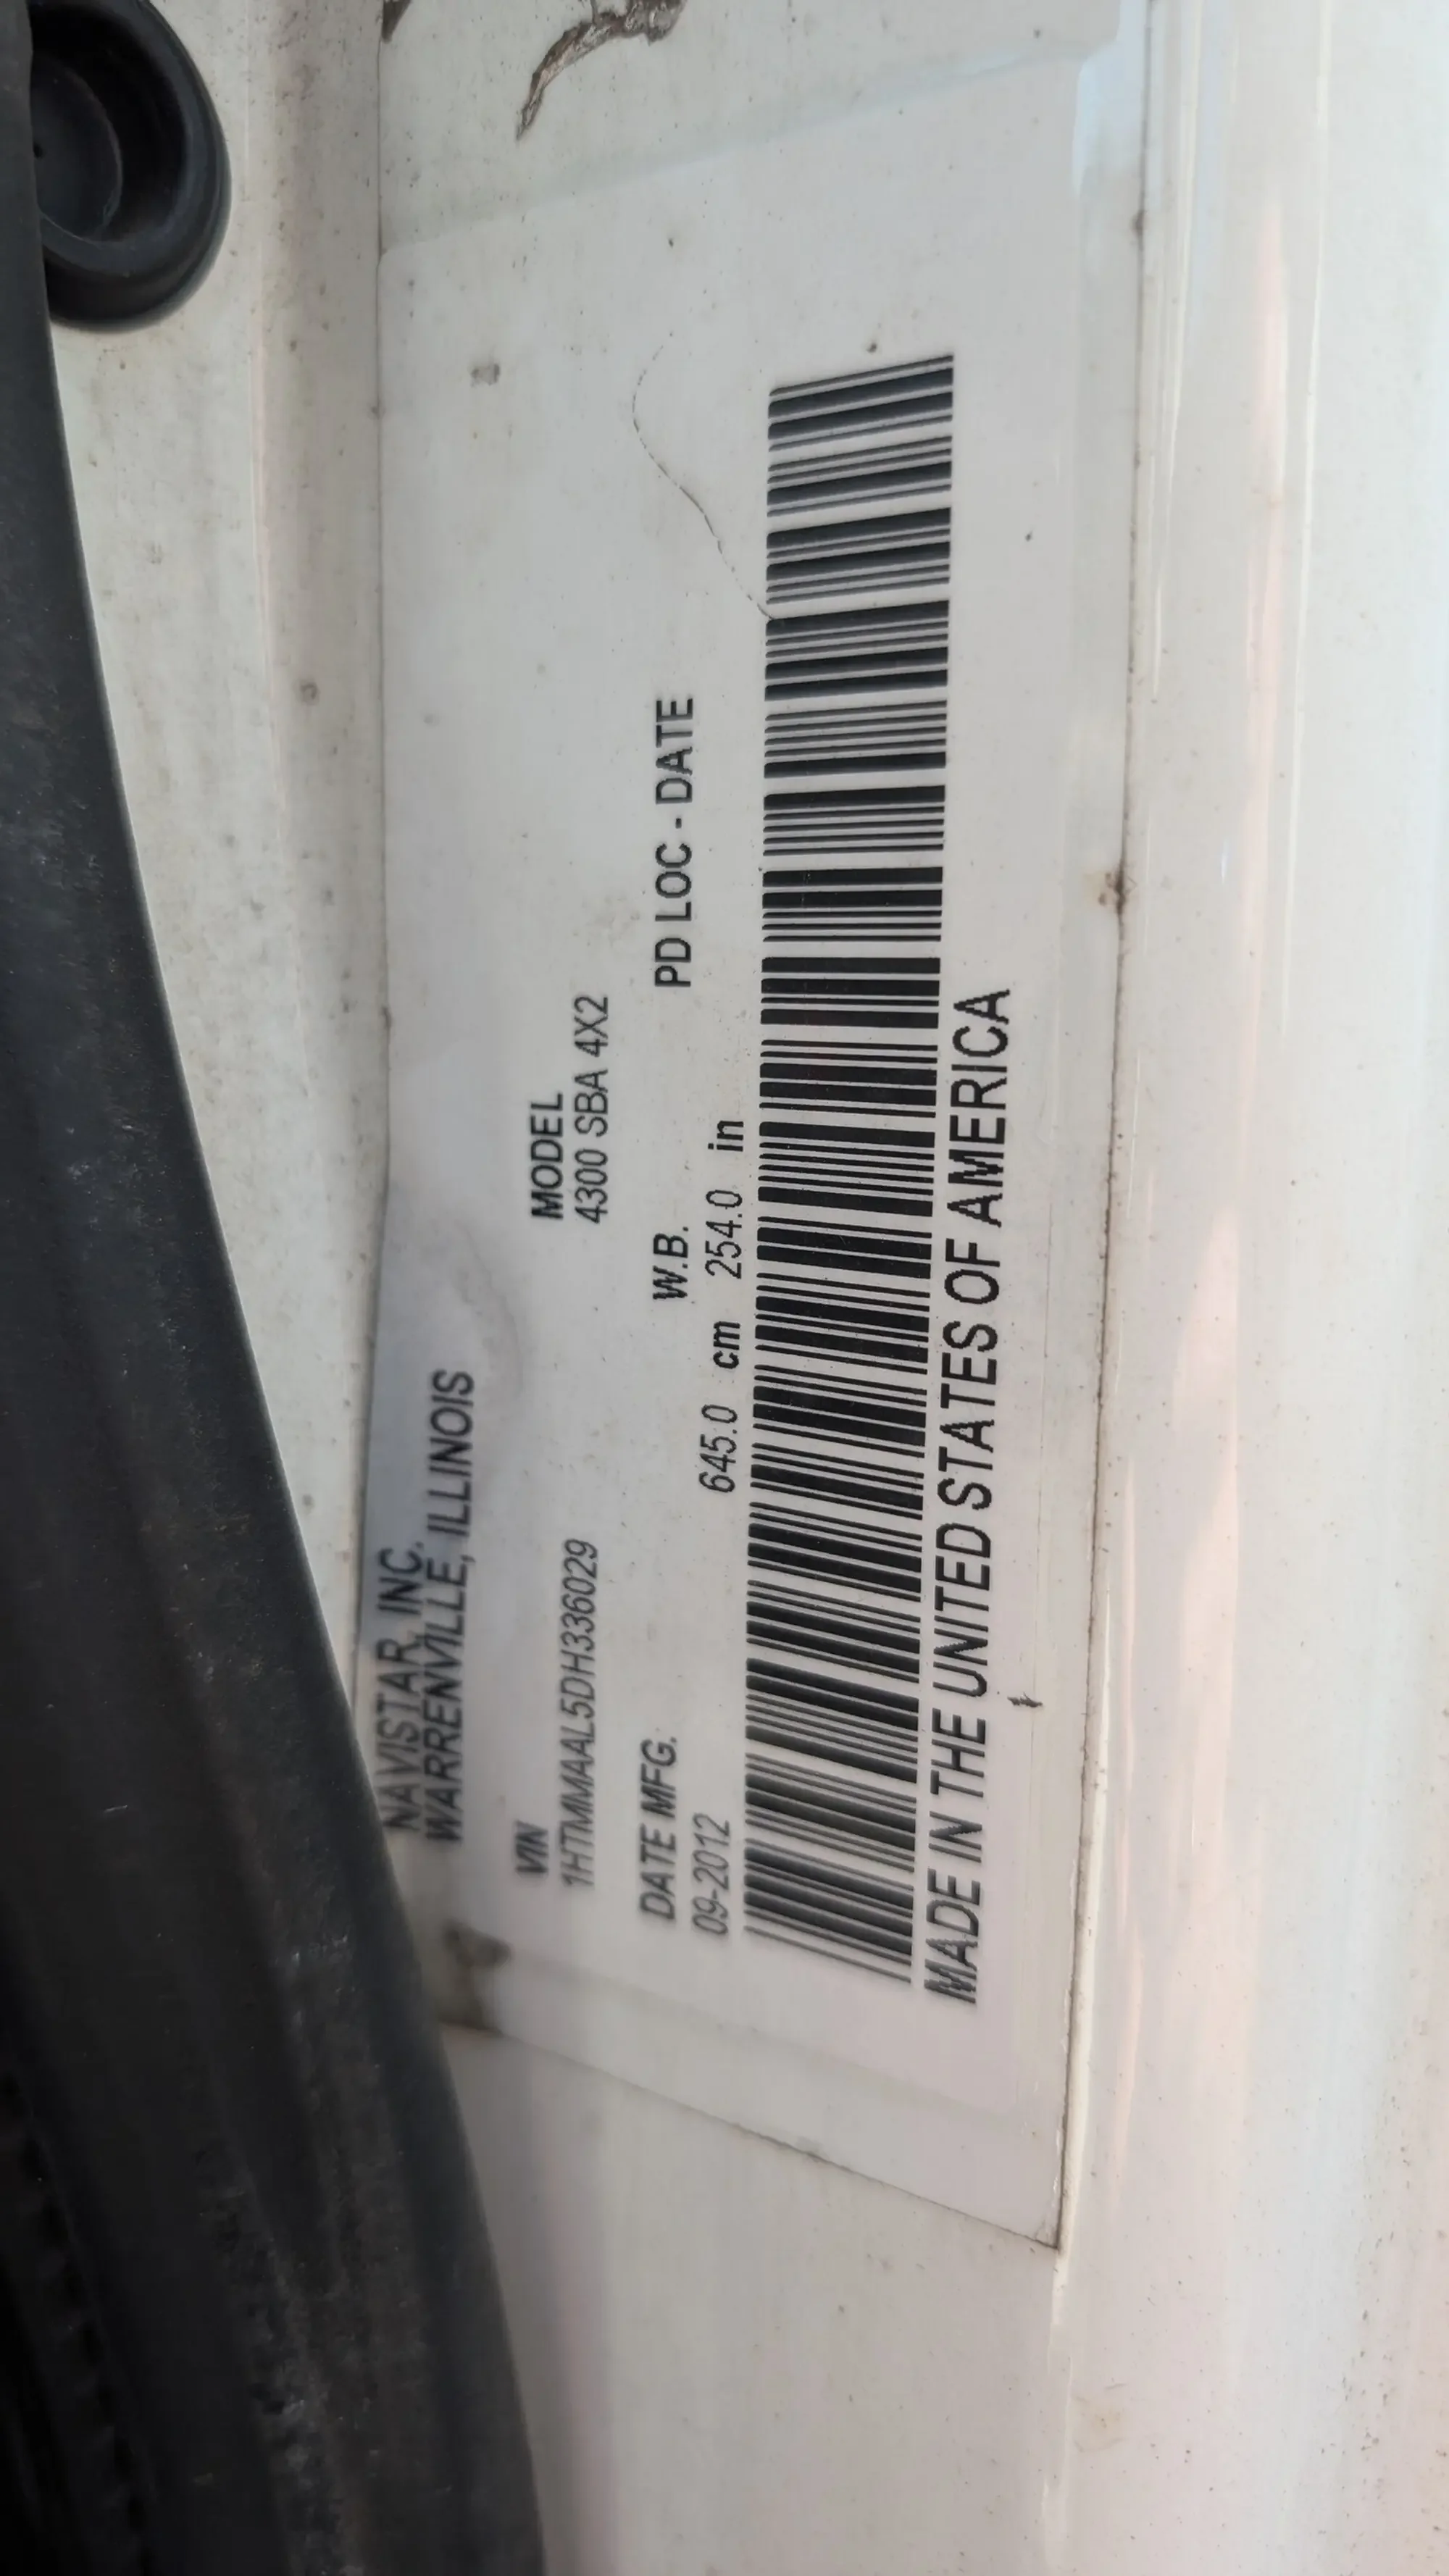 NAVISTAR, INC.
WARRENVILLE, ILLINOIS
VIN
1HTMMAAL5DH336029
MODEL
4300 SBA 4X2
DATE MFG.
09-2012
W.B.
645.0 cm 254.0 in
PD LOC - DATE
MADE IN THE UNITED STATES OF AMERICA